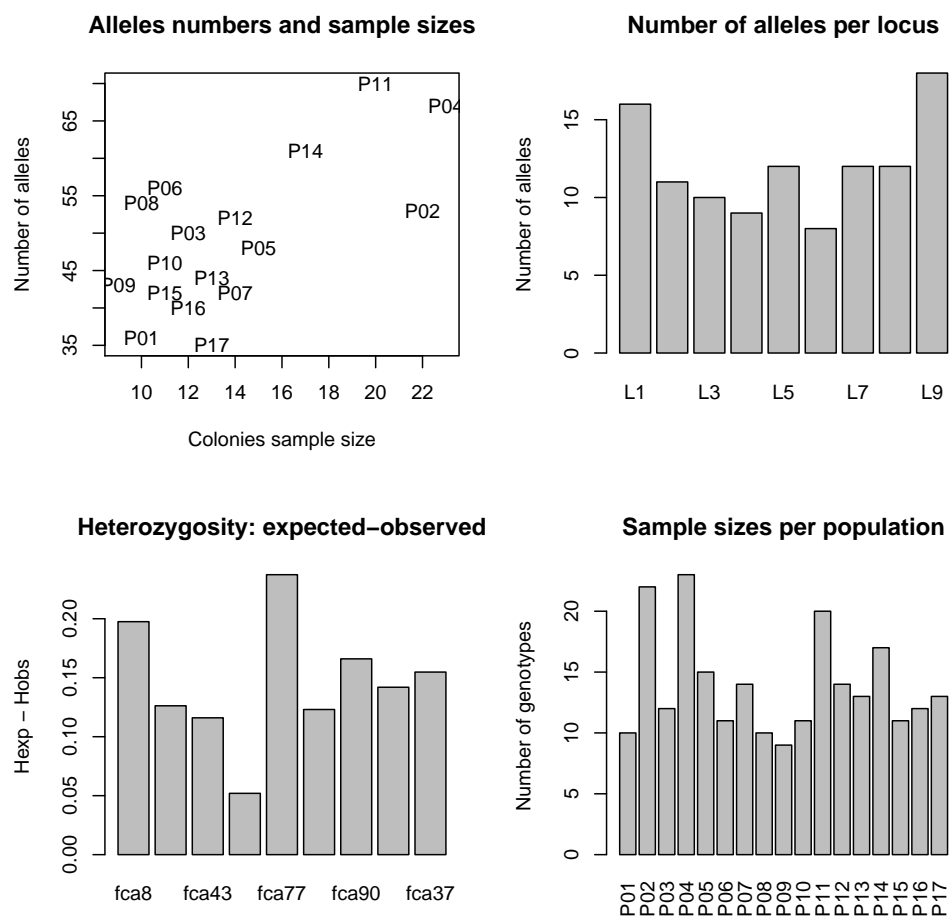 Alleles numbers and sample sizes
Number of alleles
35
45
55
65
P11
P04
P14
P06
P08
P02
P12
P03
P05
P10
P13
P09
P15
P07
P16
P01
P17
10
12
14
16
18
20
22
Colonies sample size
Number of alleles per locus
Number of alleles
0
5
10
15
L1
L3
L5
L7
L9
Heterozygosity: expected−observed
Hexp − Hobs
0.00
0.05
0.10
0.15
0.20
fca8
fca43
fca77
fca90
fca37
Sample sizes per population
Number of genotypes
0
5
10
15
20
P01
P02
P03
P04
P05
P06
P07
P08
P09
P10
P11
P12
P13
P14
P15
P16
P17